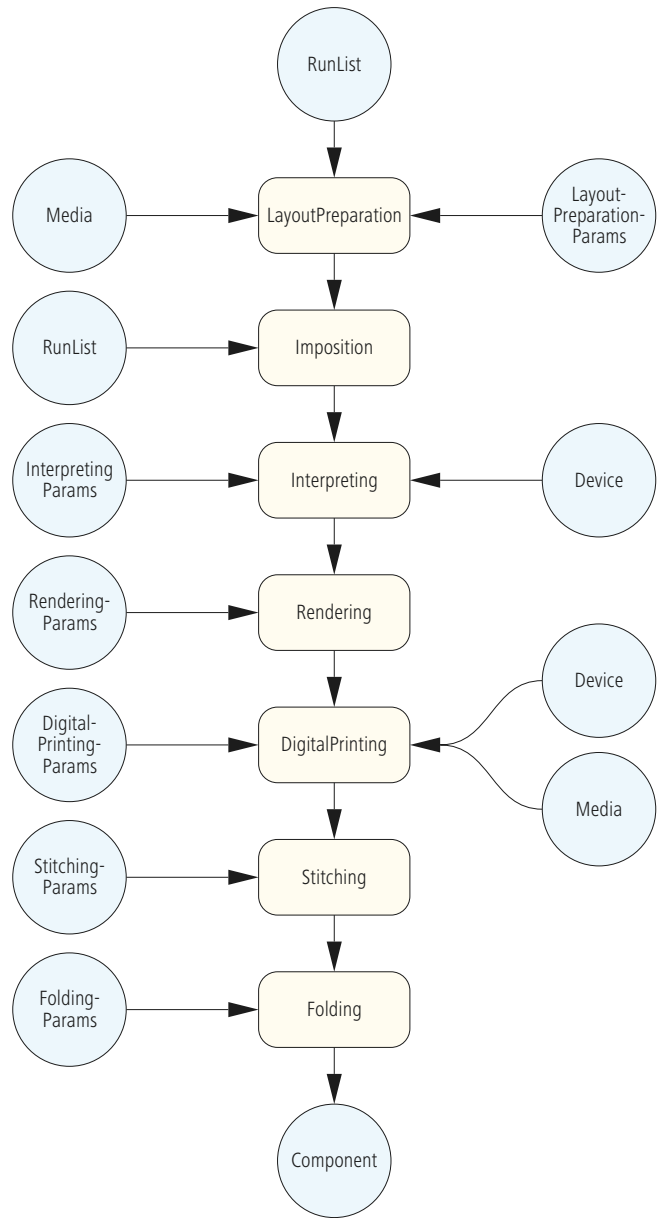 RunList
Media
LayoutPreparation
Layout-
Preparation-
Params
RunList
Imposition
Interpreting
Params
Interpreting
Device
Rendering-
Params
Rendering
Device
Digital-
Printing-
Params
DigitalPrinting
Media
Stitching-
Params
Stitching
Folding-
Params
Folding
Component